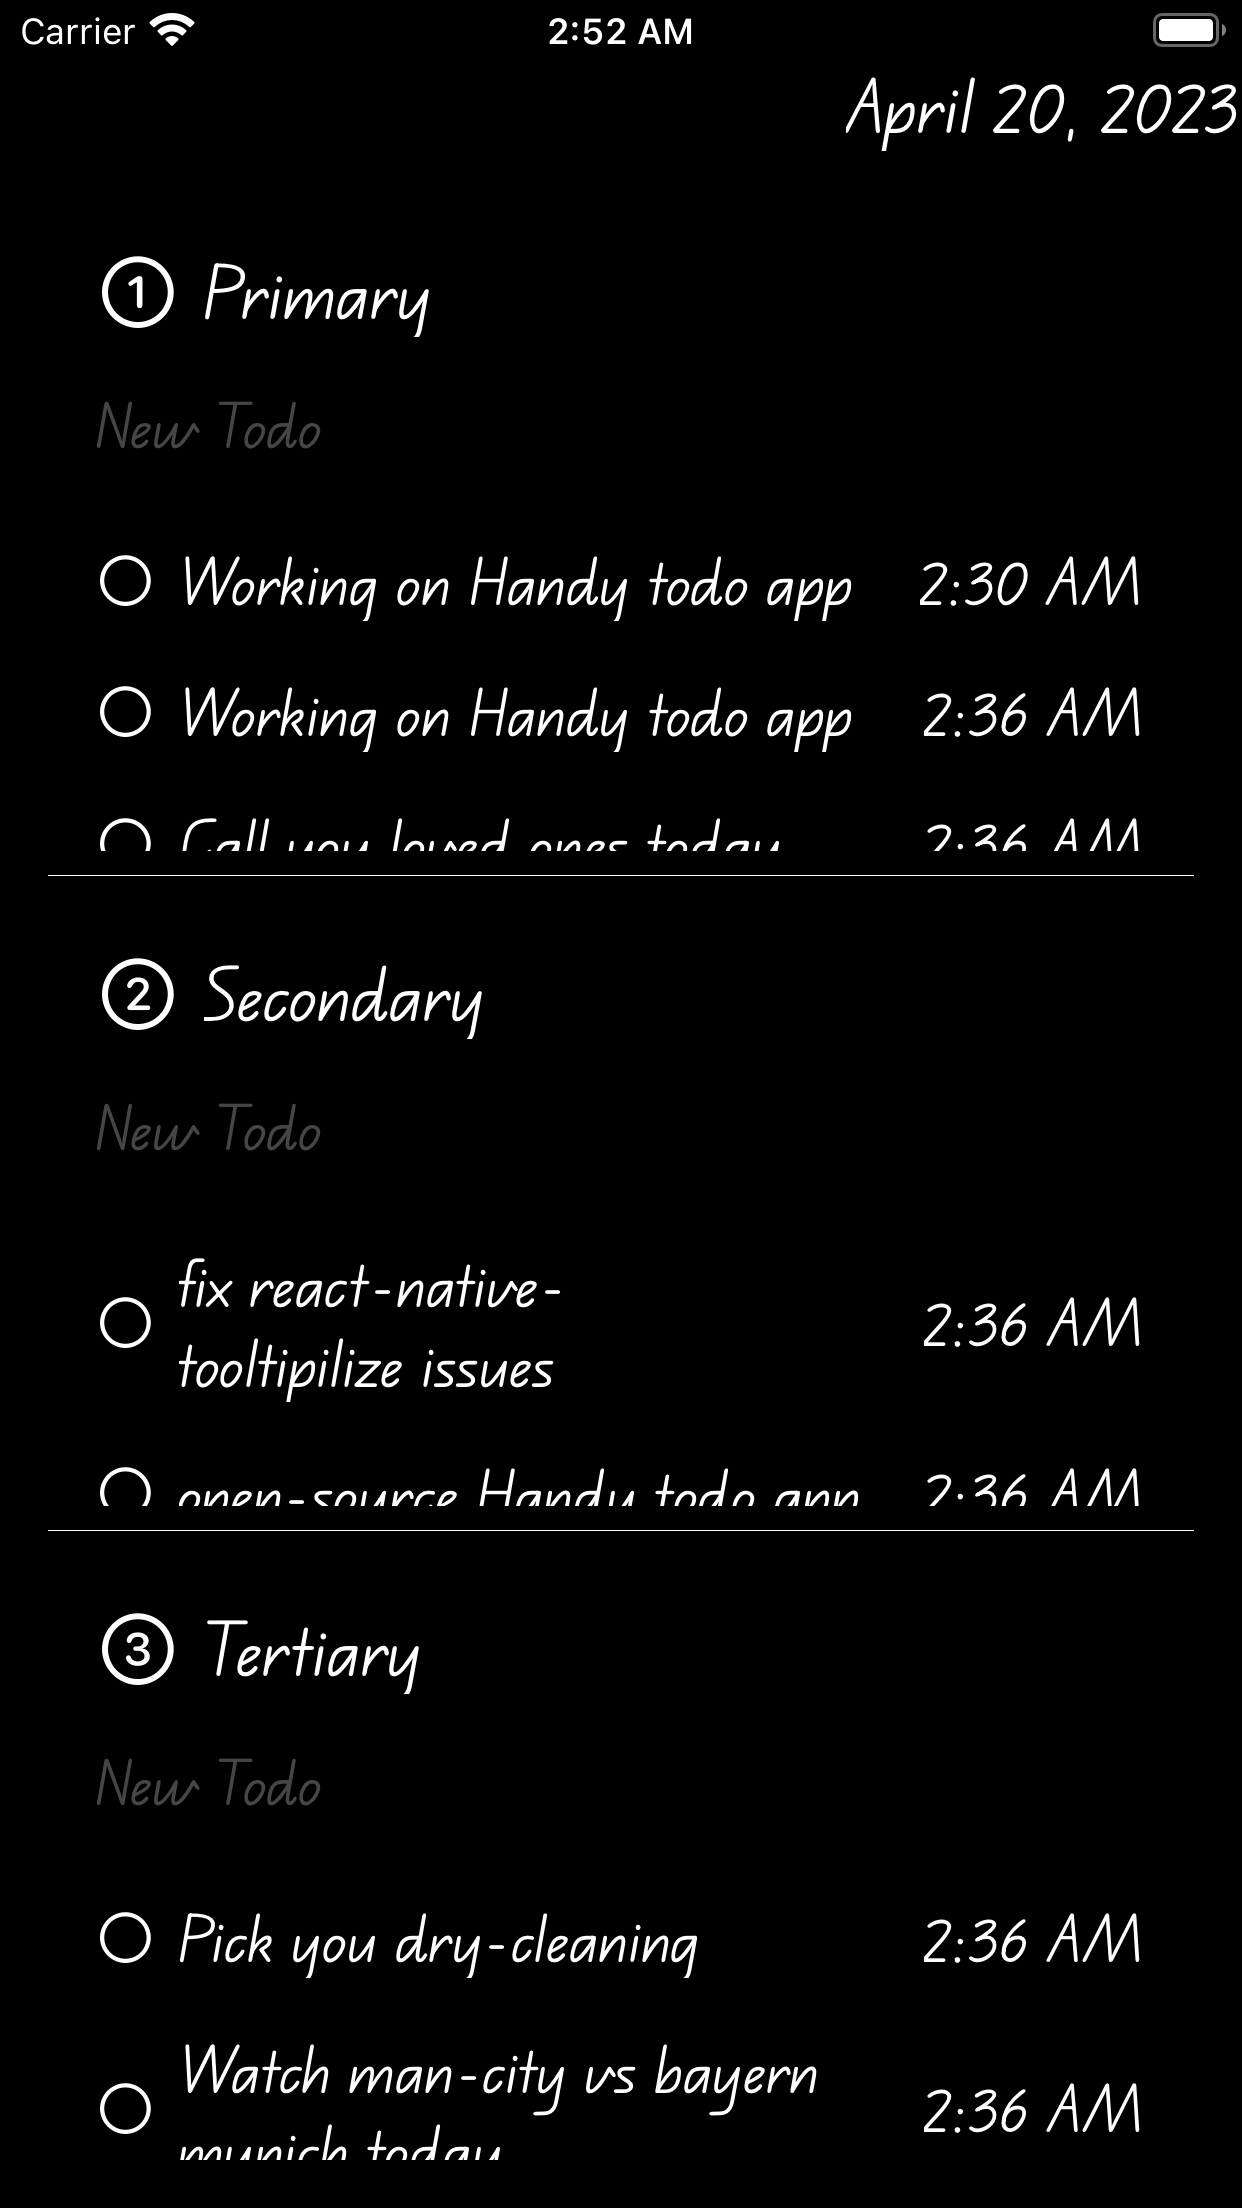 Carrier 2:52 AM
April 20, 2023
1 Primary
New Todo
Working on Handy todo app 2:30 AM
Working on Handy todo app 2:36 AM
Call you loved ones today 2:36 AM
2 Secondary
New Todo
fix react-native-
tooltipilize issues 2:36 AM
open-source Handy todo app 2:36 AM
3 Tertiary
New Todo
Pick you dry-cleaning 2:36 AM
Watch man-city vs bayern
munich today 2:36 AM